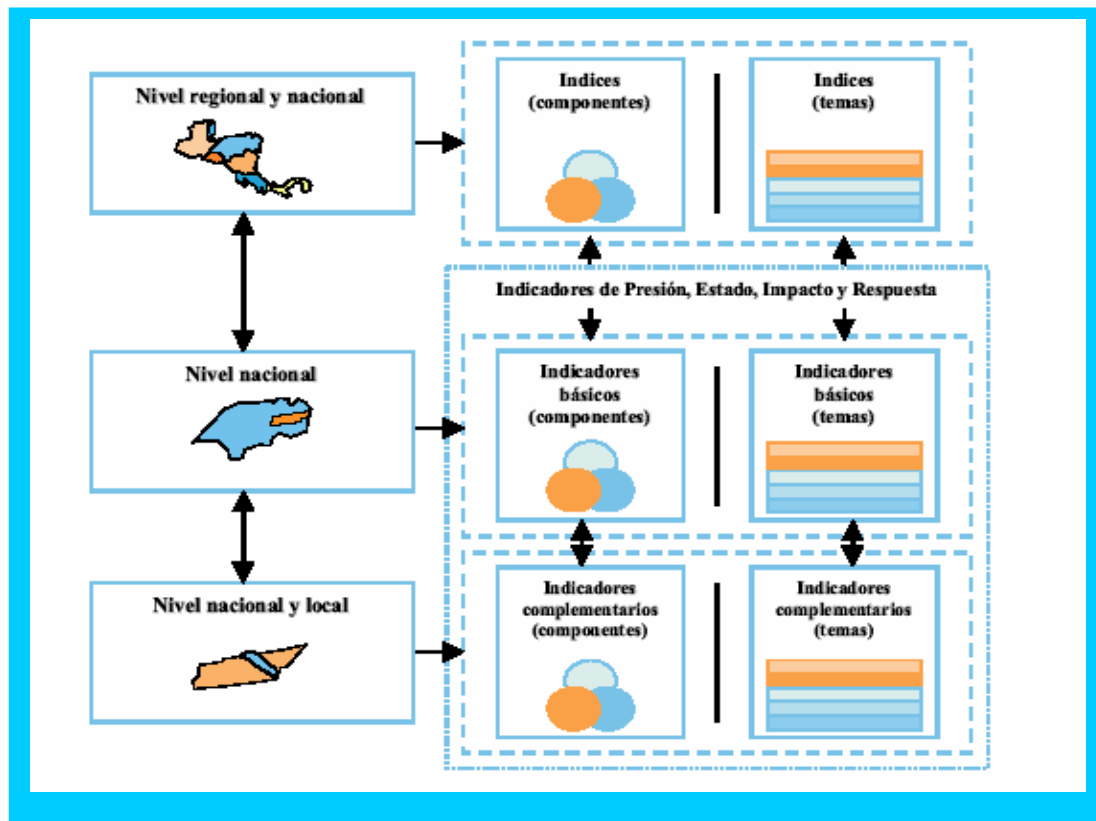 Nivel regional y nacional
Indices
(componentes)
Indices
(temas)
Indicadores de Presión, Estado, Impacto y Respuesta
Nivel nacional
Indicadores
básicos
(componentes)
Indicadores
básicos
(temas)
Nivel nacional y local
Indicadores
complementarios
(componentes)
Indicadores
complementarios
(temas)